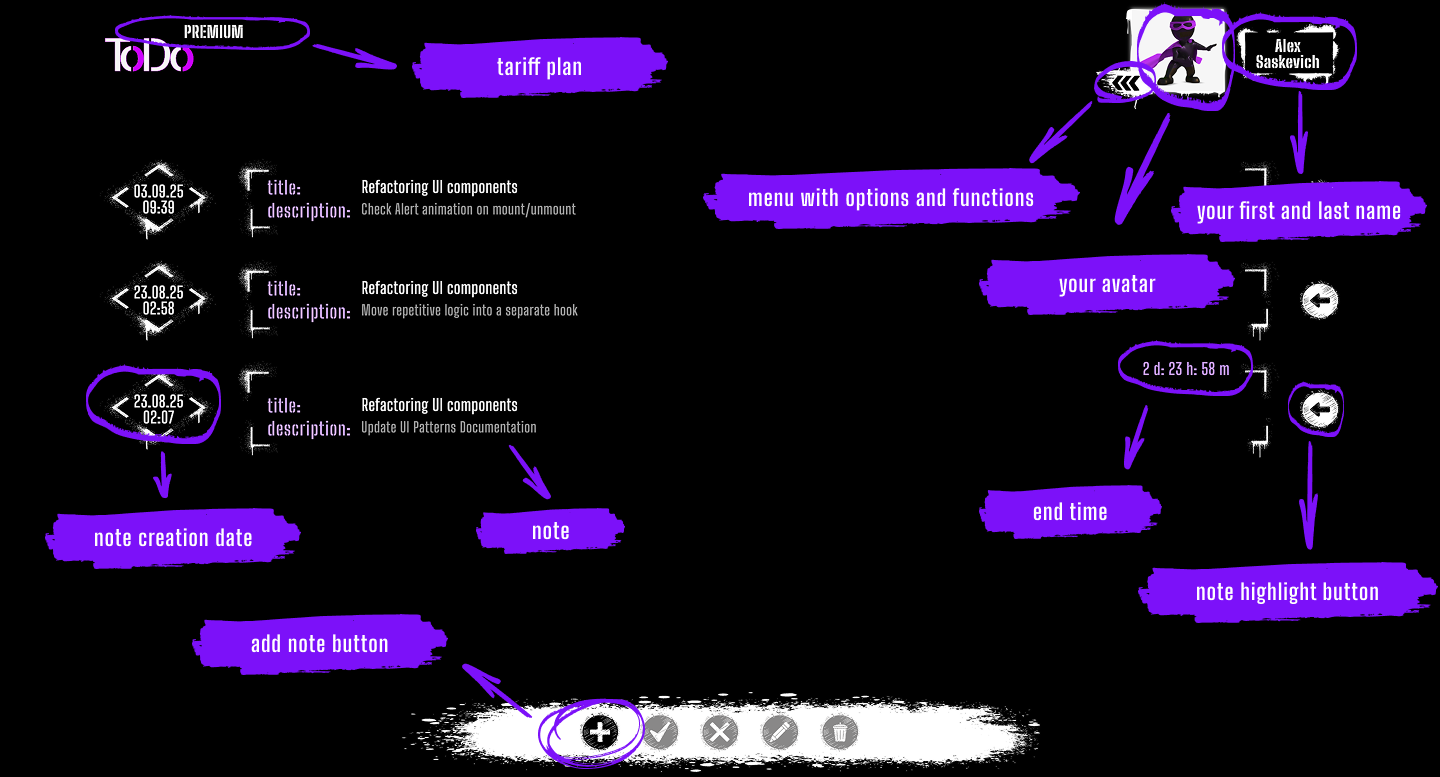 PREMIUM
ToDo
tariff plan
Alex
Saskevich
menu with options and functions
your first and last name
your avatar
03.09.25
09:39
title: Refactoring UI components
description: Check Alert animation on mount/unmount
23.08.25
02:58
title: Refactoring UI components
description: Move repetitive logic into a separate hook
2 d: 23 h: 58 m
23.08.25
02:07
title: Refactoring UI components
description: Update UI Patterns Documentation
note creation date
note
end time
note highlight button
add note button